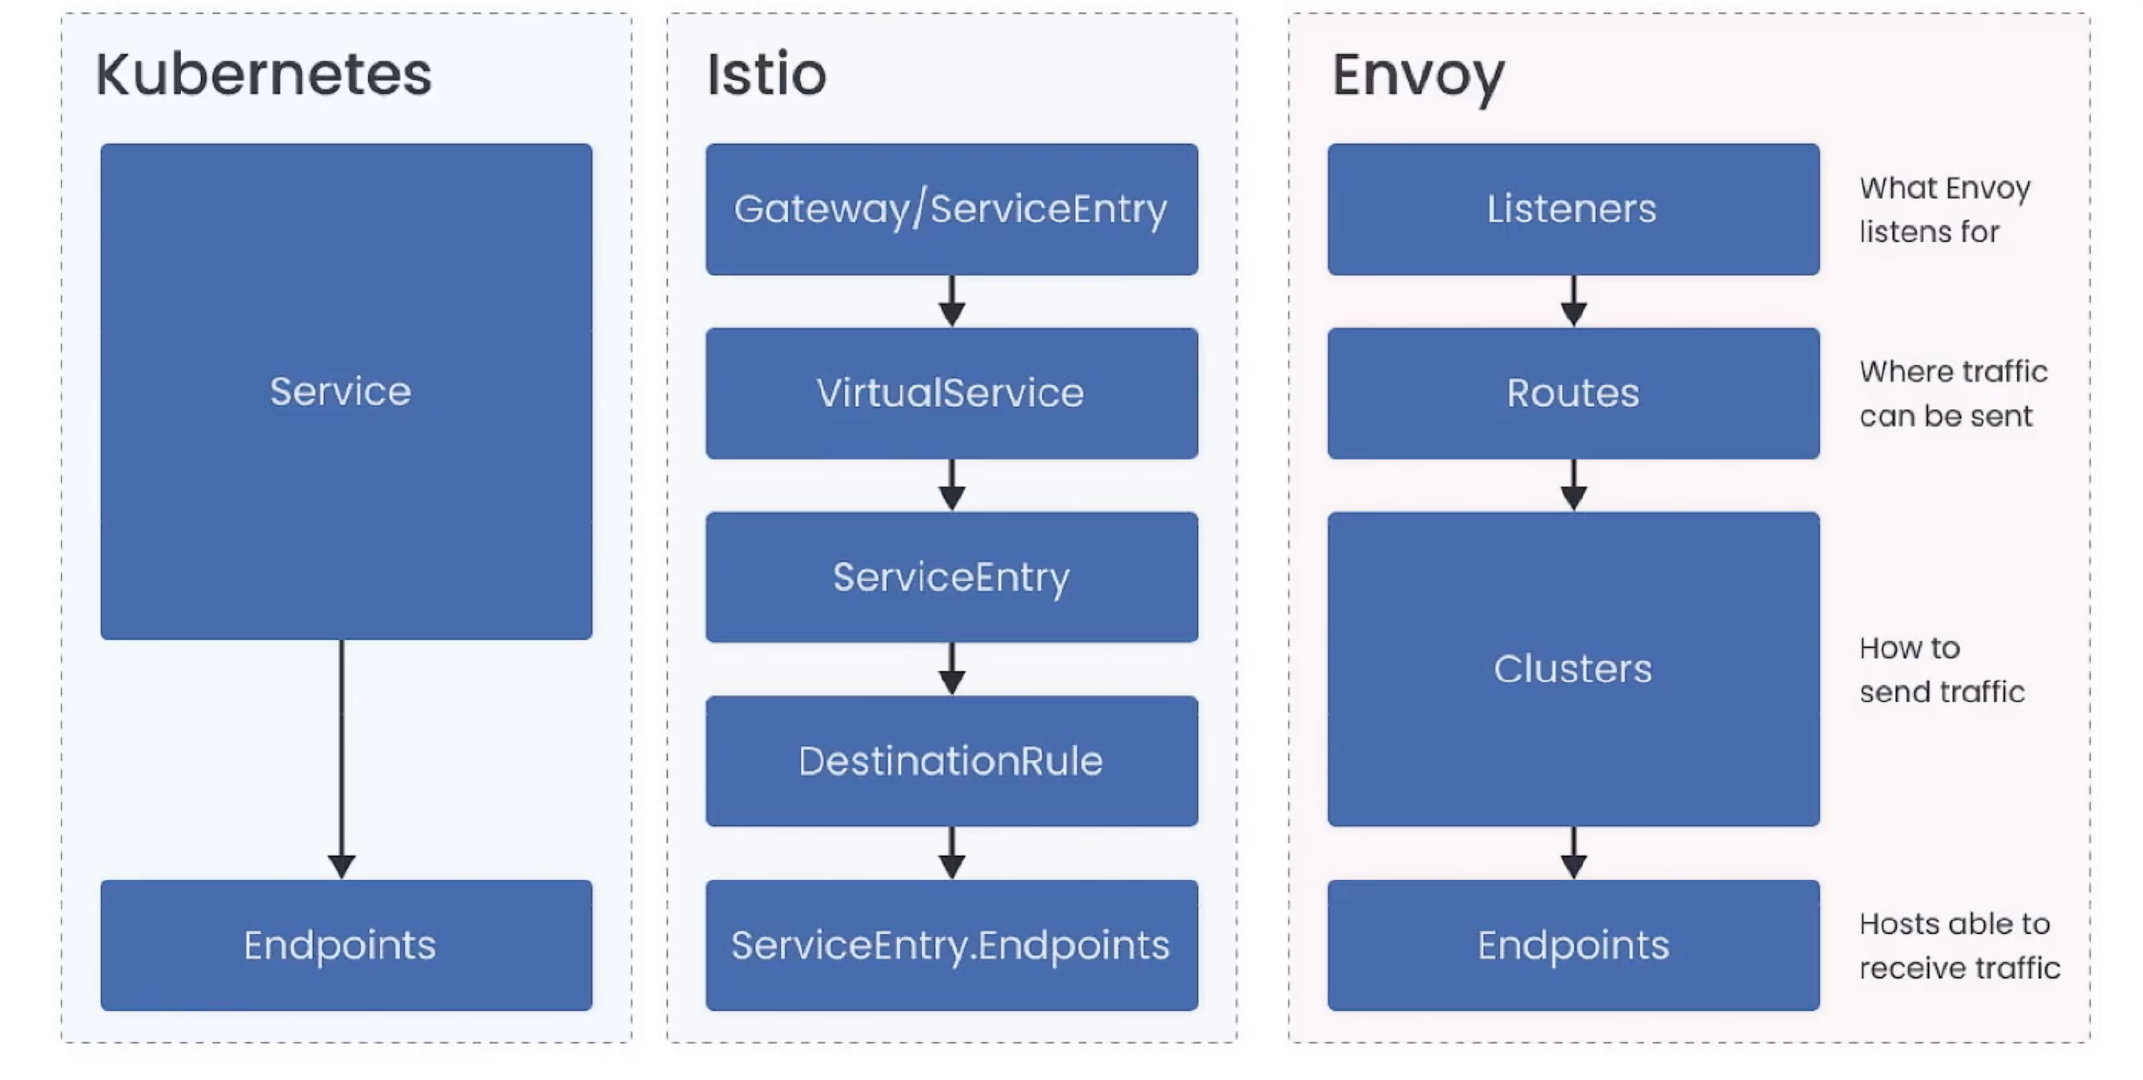 Kubernetes
Service
Endpoints
Istio
Gateway/ServiceEntry
VirtualService
ServiceEntry
DestinationRule
ServiceEntry.Endpoints
Envoy
Listeners
What Envoy
listens for
Routes
Where traffic
can be sent
Clusters
How to
send traffic
Endpoints
Hosts able to
receive traffic